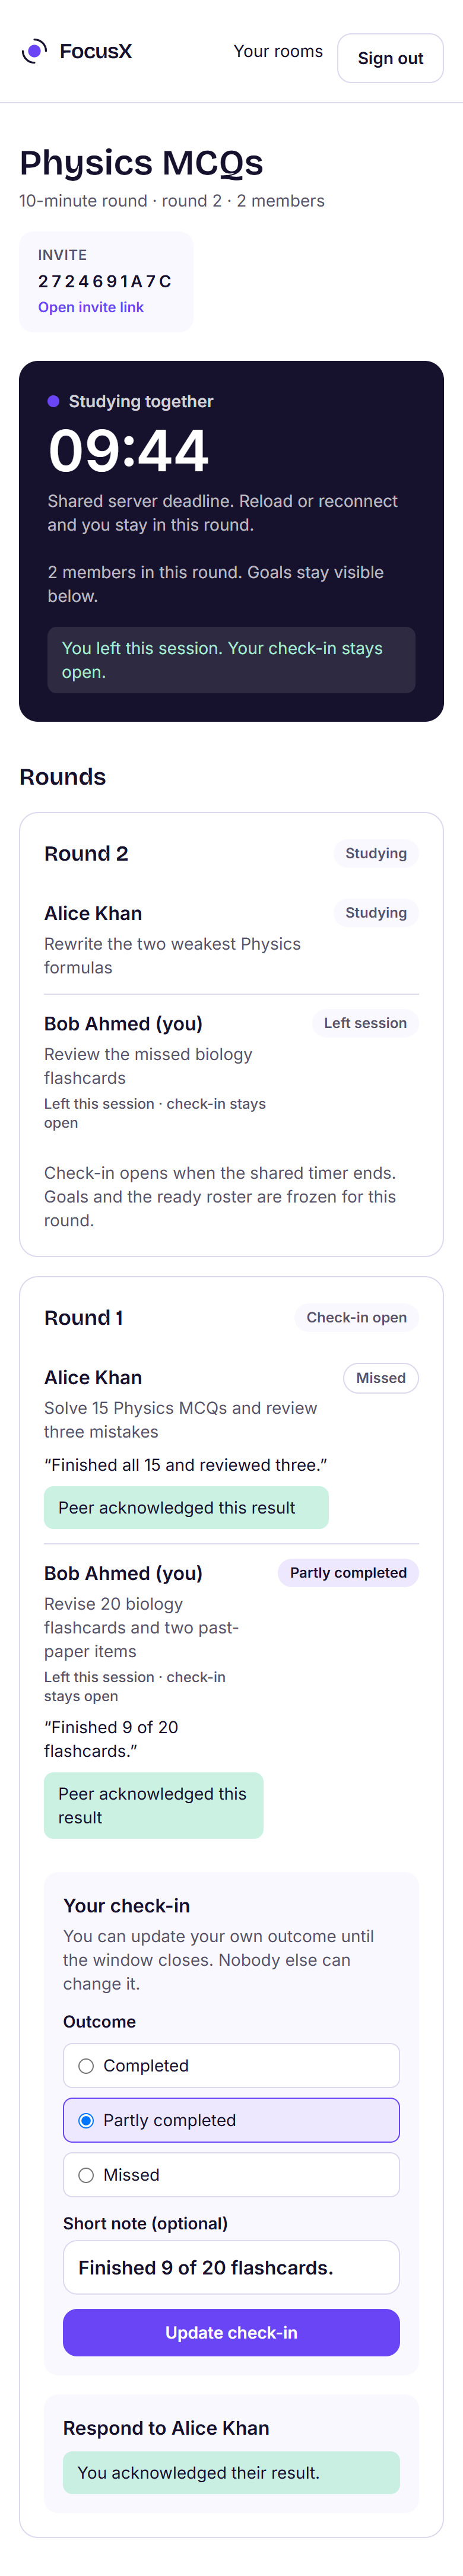 FocusX
Your rooms
Sign out
Physics MCQs
10-minute round · round 2 · 2 members
INVITE
2724691A7C
Open invite link
Studying together
09:44
Shared server deadline. Reload or reconnect
and you stay in this round.
2 members in this round. Goals stay visible
below.
You left this session. Your check-in stays
open.
Rounds
Round 2
Studying
Alice Khan
Studying
Rewrite the two weakest Physics
formulas
Bob Ahmed (you)
Left session
Review the missed biology
flashcards
Left this session · check-in stays
open
Check-in opens when the shared timer ends.
Goals and the ready roster are frozen for this
round.
Round 1
Check-in open
Alice Khan
Missed
Solve 15 Physics MCQs and review
three mistakes
“Finished all 15 and reviewed three.”
Peer acknowledged this result
Bob Ahmed (you)
Partly completed
Revise 20 biology
flashcards and two past-
paper items
Left this session · check-in
stays open
“Finished 9 of 20
flashcards.”
Peer acknowledged this
result
Your check-in
You can update your own outcome until
the window closes. Nobody else can
change it.
Outcome
Completed
Partly completed
Missed
Short note (optional)
Finished 9 of 20 flashcards.
Update check-in
Respond to Alice Khan
You acknowledged their result.